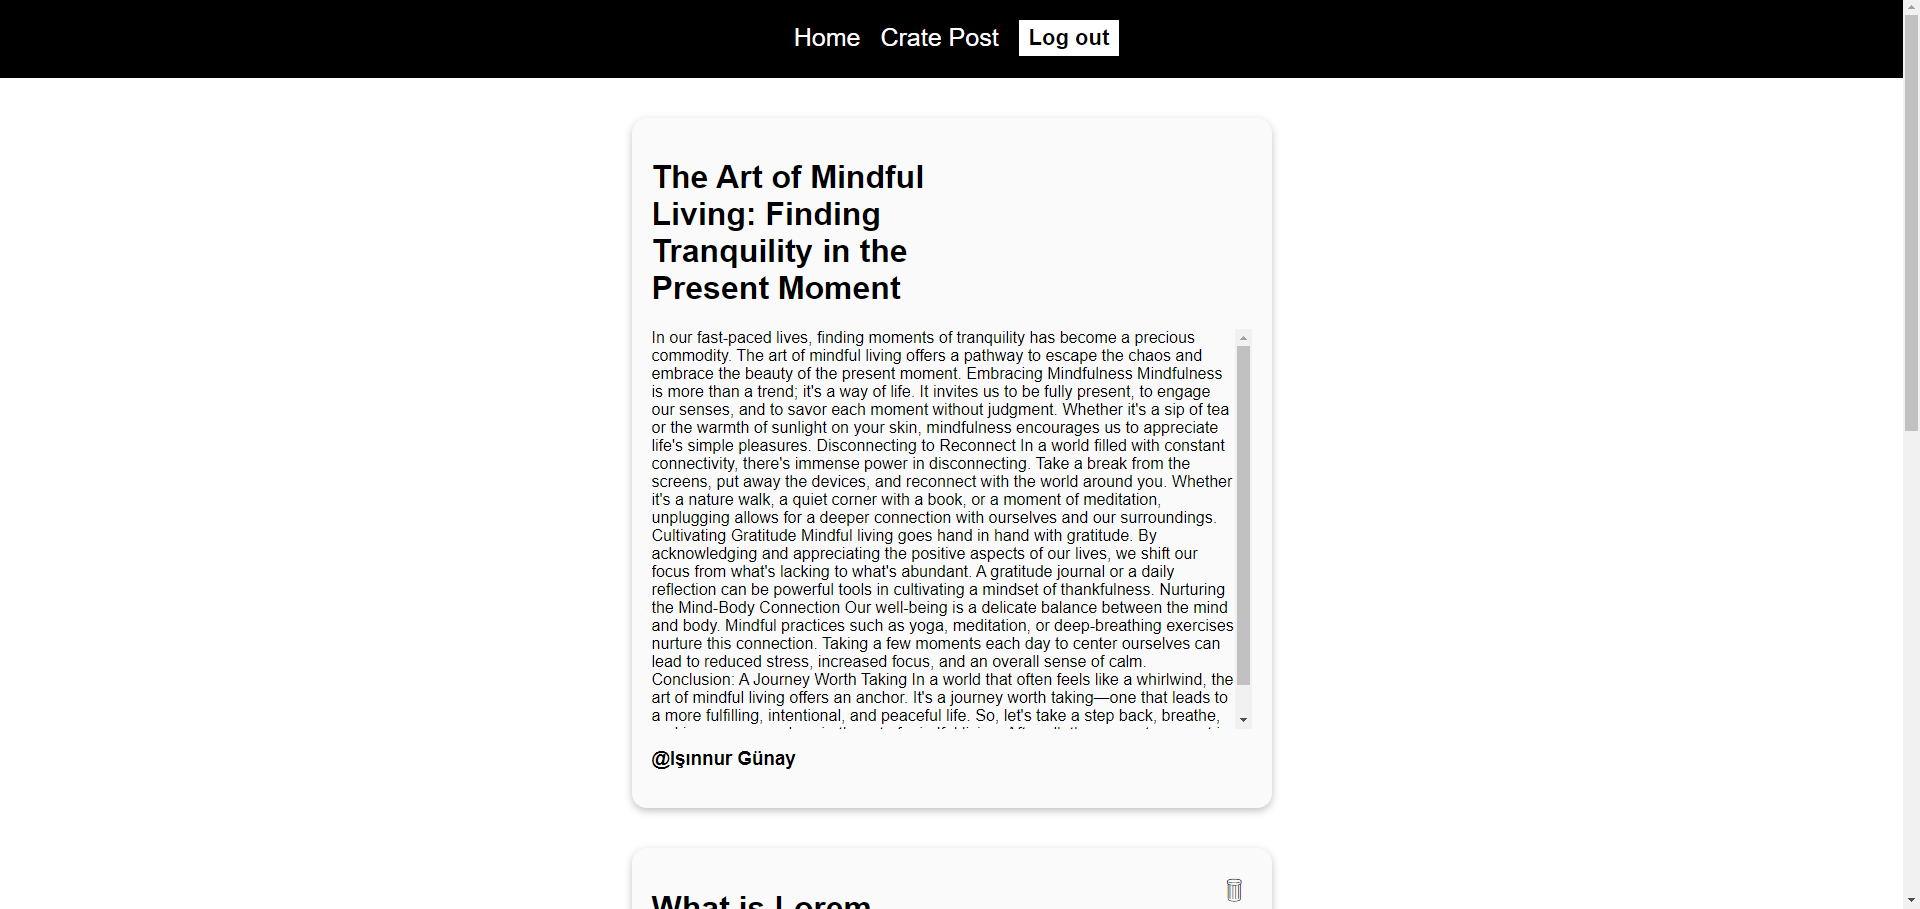 Home Crate Post Log out
The Art of Mindful
Living: Finding
Tranquility in the
Present Moment
In our fast-paced lives, finding moments of tranquility has become a precious
commodity. The art of mindful living offers a pathway to escape the chaos and
embrace the beauty of the present moment. Embracing Mindfulness Mindfulness
is more than a trend; it's a way of life. It invites us to be fully present, to engage
our senses, and to savor each moment without judgment. Whether it's a sip of tea
or the warmth of sunlight on your skin, mindfulness encourages us to appreciate
life's simple pleasures. Disconnecting to Reconnect In a world filled with constant
connectivity, there's immense power in disconnecting. Take a break from the
screens, put away the devices, and reconnect with the world around you. Whether
it's a nature walk, a quiet corner with a book, or a moment of meditation,
unplugging allows for a deeper connection with ourselves and our surroundings.
Cultivating Gratitude Mindful living goes hand in hand with gratitude. By
acknowledging and appreciating the positive aspects of our lives, we shift our
focus from what's lacking to what's abundant. A gratitude journal or a daily
reflection can be powerful tools in cultivating a mindset of thankfulness. Nurturing
the Mind-Body Connection Our well-being is a delicate balance between the mind
and body. Mindful practices such as yoga, meditation, or deep-breathing exercises
nurture this connection. Taking a few moments each day to center ourselves can
lead to reduced stress, increased focus, and an overall sense of calm.
Conclusion: A Journey Worth Taking In a world that often feels like a whirlwind, the
art of mindful living offers an anchor. It's a journey worth taking—one that leads to
a more fulfilling, intentional, and peaceful life. So, let's take a step back, breathe,
@Işınnur Günay
What is Lorem